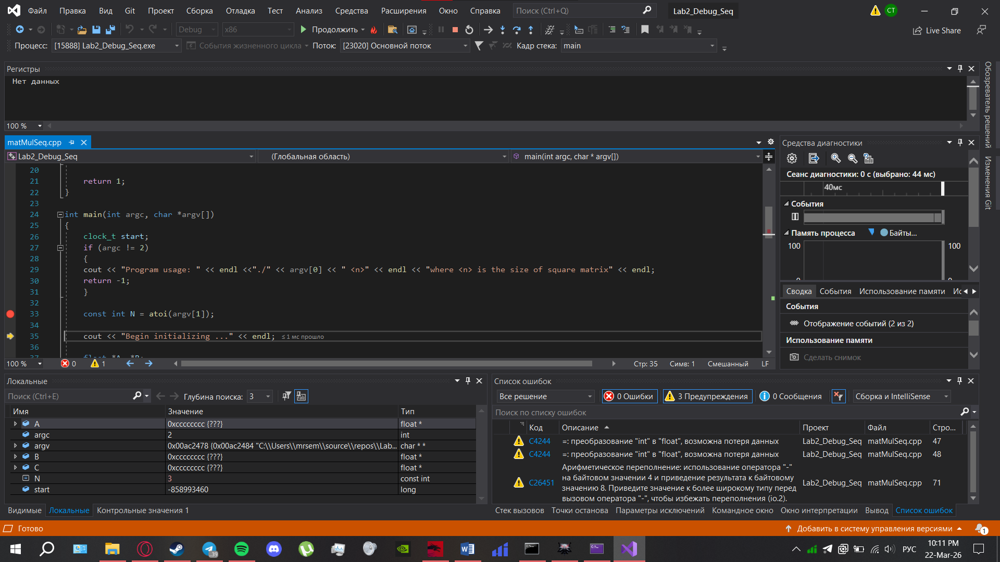 Файл Правка Вид Git Проект Сборка Отладка Тест Анализ Средства Расширения Окно Справка Поиск (Ctrl+Q) Lab2_Debug_Seq СТ
Debug x86 Продолжить Live Share
Процесс: [15888] Lab2_Debug_Seq.exe События жизненного цикла Поток: [23020] Основной поток Кадр стека: main
Регистры
Нет данных
100 %
Обозреватель решений
Изменения Git
matMulSeq.cpp
Lab2_Debug_Seq (Глобальная область) main(int argc, char * argv[])
20
21 return 1;
22 }
23
24 int main(int argc, char *argv[])
25 {
26 clock_t start;
27 if (argc != 2)
28 {
29 cout << "Program usage: " << endl <<"./" << argv[0] << " <n>" << endl << "where <n> is the size of square matrix" << endl;
30 return -1;
31 }
32
33 const int N = atoi(argv[1]);
34
35 cout << "Begin initializing ..." << endl; ≤ 1 мс прошло
36
37 float *A, *B;
100 % 0 1 Стр: 35 Симв: 1 Смешанный LF
Средства диагностики
Сеанс диагностики: 0 с (выбрано: 44 мс)
40мс
События
Память процесса Байты...
100 100
0 0
Сводка События Использование памяти Ис
События
Отображение событий (2 из 2)
Использование памяти
Сделать снимок
Локальные
Поиск (Ctrl+E) Глубина поиска: 3
Имя Значение Тип
A 0xcccccccc {???} float *
argc 2 int
argv 0x00ac2478 {0x00ac2484 "C:\\Users\\mrsem\\source\\repos\\Lab... char * *
B 0xcccccccc {???} float *
C 0xcccccccc {???} float *
N 3 const int
start -858993460 long
Видимые Локальные Контрольные значения 1
Список ошибок
Все решение 0 Ошибки 3 Предупреждения 0 Сообщения Сборка и IntelliSense
Поиск по списку ошибок
Код Описание Проект Файл Стро...
C4244 =: преобразование "int" в "float", возможна потеря данных Lab2_Debug_Seq matMulSeq.cpp 47
C4244 =: преобразование "int" в "float", возможна потеря данных Lab2_Debug_Seq matMulSeq.cpp 48
C26451 Арифметическое переполнение: использование оператора "-"
на байтовом значении 4 и приведение результата к байтовому
значению 8. Приведите значение к более широкому типу перед Lab2_Debug_Seq matMulSeq.cpp 71
вызовом оператора "-", чтобы избежать переполнения (io.2).
Стек вызовов Точки останова Параметры исключений Командное окно Окно интерпретации Вывод Список ошибок
Готово Добавить в систему управления версиями 1
39 РУС 10:11 PM
22-Mar-26